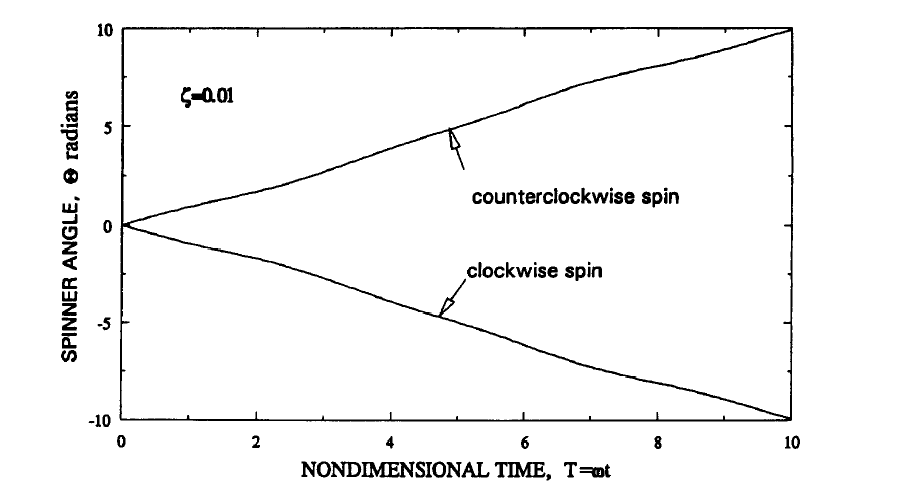 10
ζ=0.01
5
counterclockwise spin
0
clockwise spin
-5
-10
0 2 4 6 8 10
SPINNER ANGLE, Θ radians
NONDIMENSIONAL TIME, T=ωt